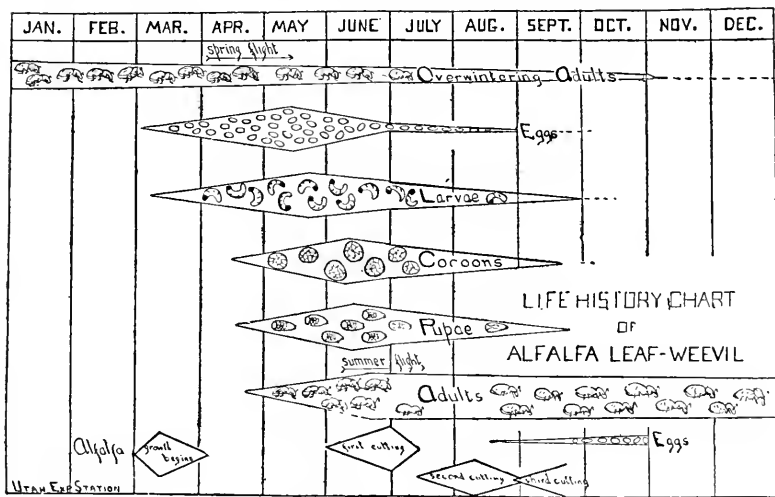 JAN. FEB. MAR. APR. MAY JUNE JULY AUG. SEPT. OCT. NOV. DEC.
spring flight
Overwintering Adults
Eggs
Larvae
Cocoons
LIFE HISTORY CHART
OF
ALFALFA LEAF-WEEVIL
Pupae
summer flight
Adults
Alfalfa
growth
begins
first cutting
Eggs
second cutting
third cutting
UTAH EXP STATION